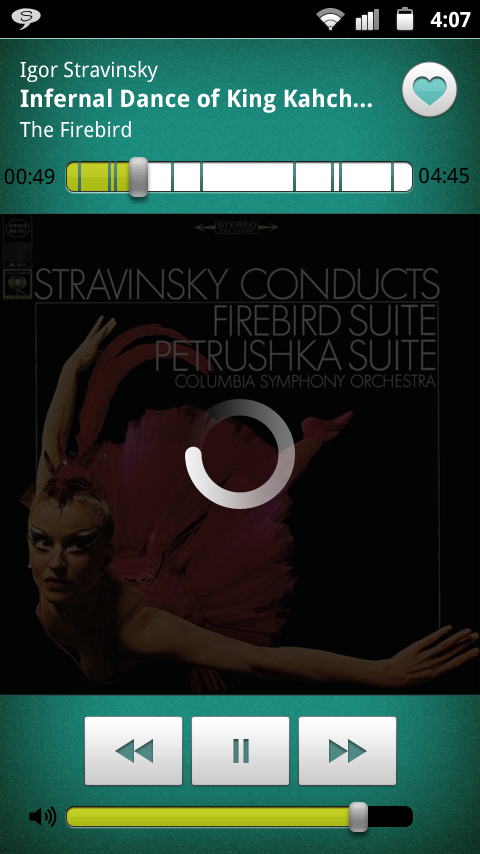 4:07
Igor Stravinsky
Infernal Dance of King Kahch...
The Firebird
00:49
04:45
STEREO
STRAVINSKY CONDUCTS
FIREBIRD SUITE
PETRUSHKA SUITE
COLUMBIA SYMPHONY ORCHESTRA